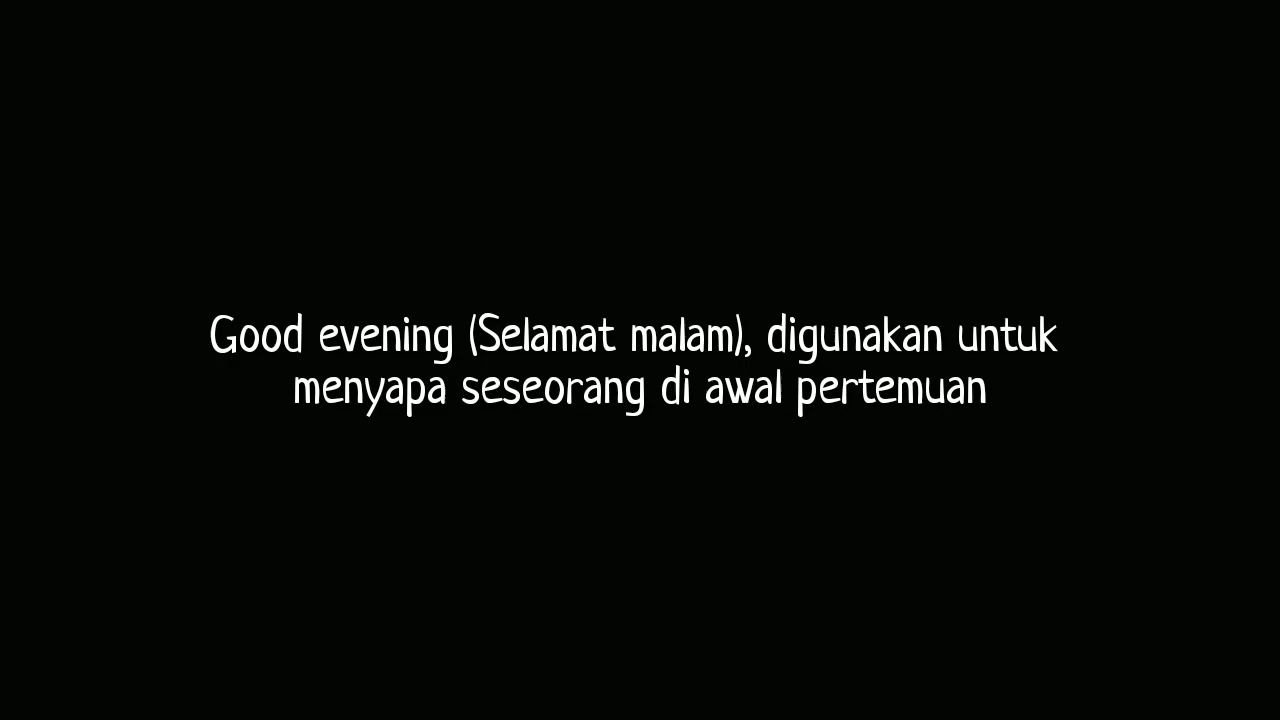 Good evening (Selamat malam), digunakan untuk
menyapa seseorang di awal pertemuan